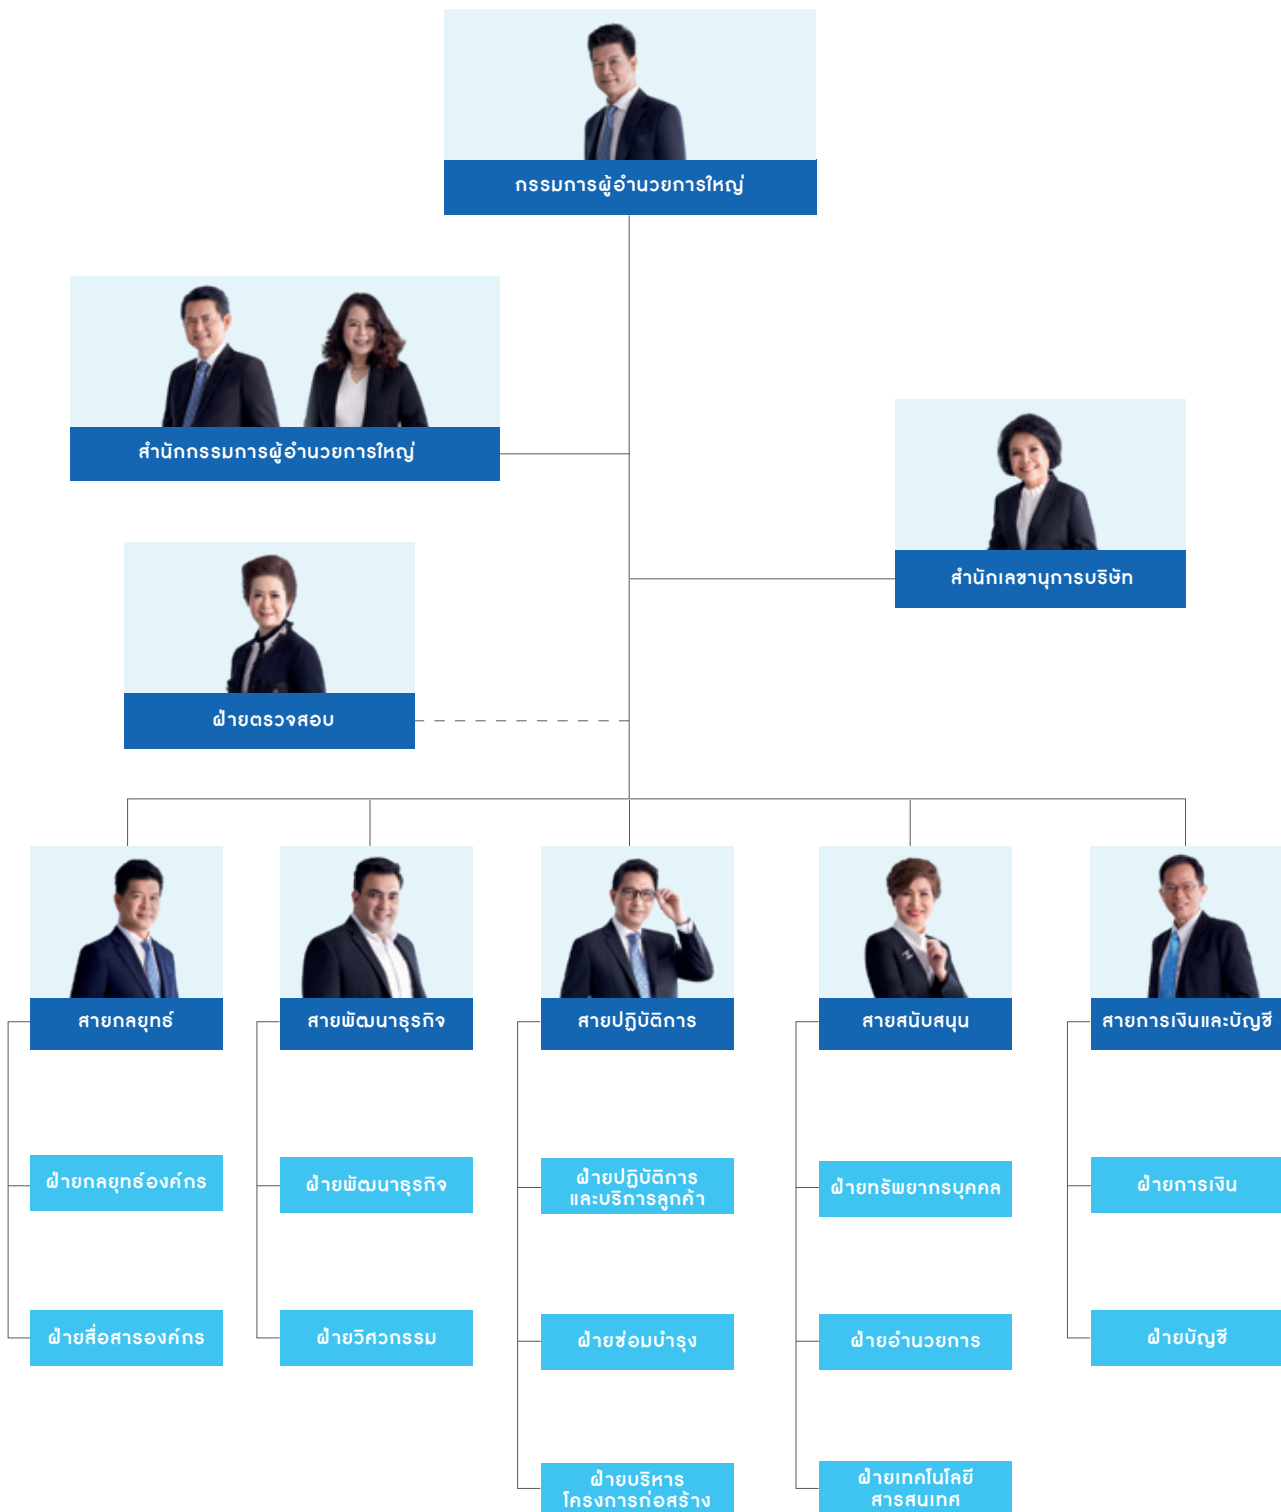 กรรมการผู้อำนวยการใหญ่
สำนักกรรมการผู้อำนวยการใหญ่
สำนักเลขานุการบริษัท
ฝ่ายตรวจสอบ
สายกลยุทธ์
สายพัฒนาธุรกิจ
สายปฏิบัติการ
สายสนับสนุน
สายการเงินและบัญชี
ฝ่ายกลยุทธ์องค์กร
ฝ่ายพัฒนาธุรกิจ
ฝ่ายปฏิบัติการ
และบริการลูกค้า
ฝ่ายทรัพยากรบุคคล
ฝ่ายการเงิน
ฝ่ายสื่อสารองค์กร
ฝ่ายวิศวกรรม
ฝ่ายซ่อมบำรุง
ฝ่ายอำนวยการ
ฝ่ายบัญชี
ฝ่ายบริหาร
โครงการก่อสร้าง
ฝ่ายเทคโนโลยี
สารสนเทศ